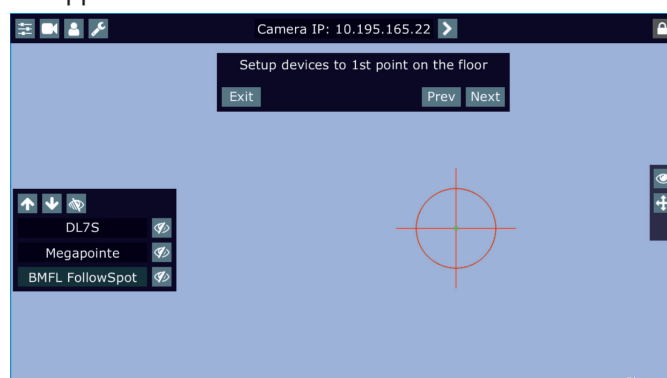 Camera IP: 10.195.165.22
Setup devices to 1st point on the floor
Exit Prev Next
DL7S
Megapointe
BMFL FollowSpot